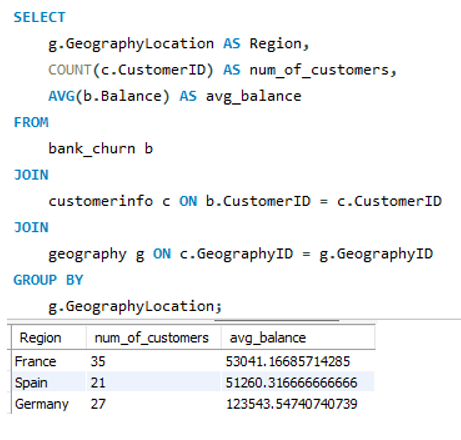 SELECT
g.GeographyLocation AS Region,
COUNT(c.CustomerID) AS num_of_customers,
AVG(b.Balance) AS avg_balance
FROM
bank_churn b
JOIN
customerinfo c ON b.CustomerID = c.CustomerID
JOIN
geography g ON c.GeographyID = g.GeographyID
GROUP BY
g.GeographyLocation;
Region num_of_customers avg_balance
France 35 53041.16685714285
Spain 21 51260.316666666666
Germany 27 123543.54740740739